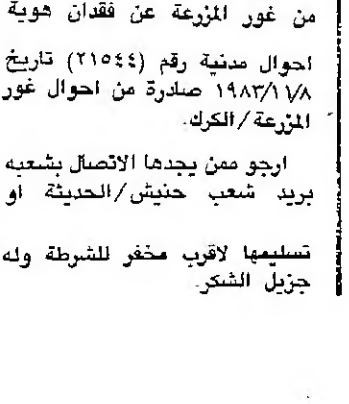 من غور المزرعة عن فقدان هوية
احوال مدنية رقم (٢١٥٤٤) تاريخ
١٩٨٣/١١/٨ صادرة من احوال غور
المزرعة/الكرك.
ارجو ممن يجدها الاتصال بشعبه
بريد شعب حنيش/الحديثة او
تسليمها لاقرب مخفر للشرطة وله
جزيل الشكر.